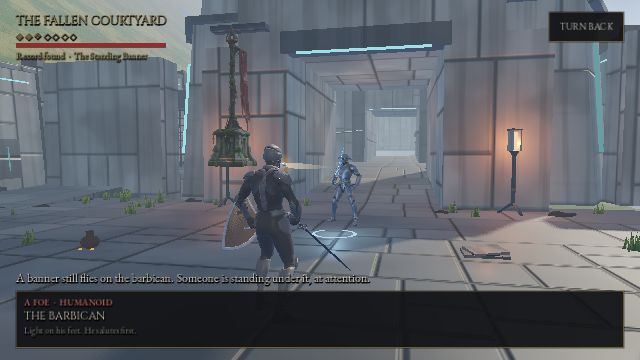 THE FALLEN COURTYARD
TURN BACK
Record found · The Standing Banner
A banner still flies on the barbican. Someone is standing under it, at attention.
A FOE · HUMANOID
THE BARBICAN
Light on his feet. He salutes first.